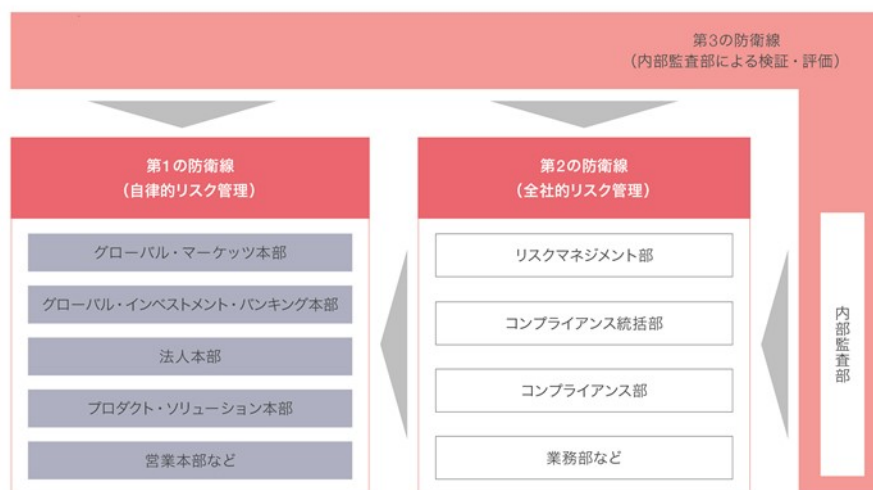 第3の防衛線
(内部監査部による検証・評価)
第1の防衛線
(自律的リスク管理)
グローバル・マーケッツ本部
グローバル・インベストメント・バンキング本部
法人本部
プロダクト・ソリューション本部
営業本部など
第2の防衛線
(全社的リスク管理)
リスクマネジメント部
コンプライアンス統括部
コンプライアンス部
業務部など
内部監査部